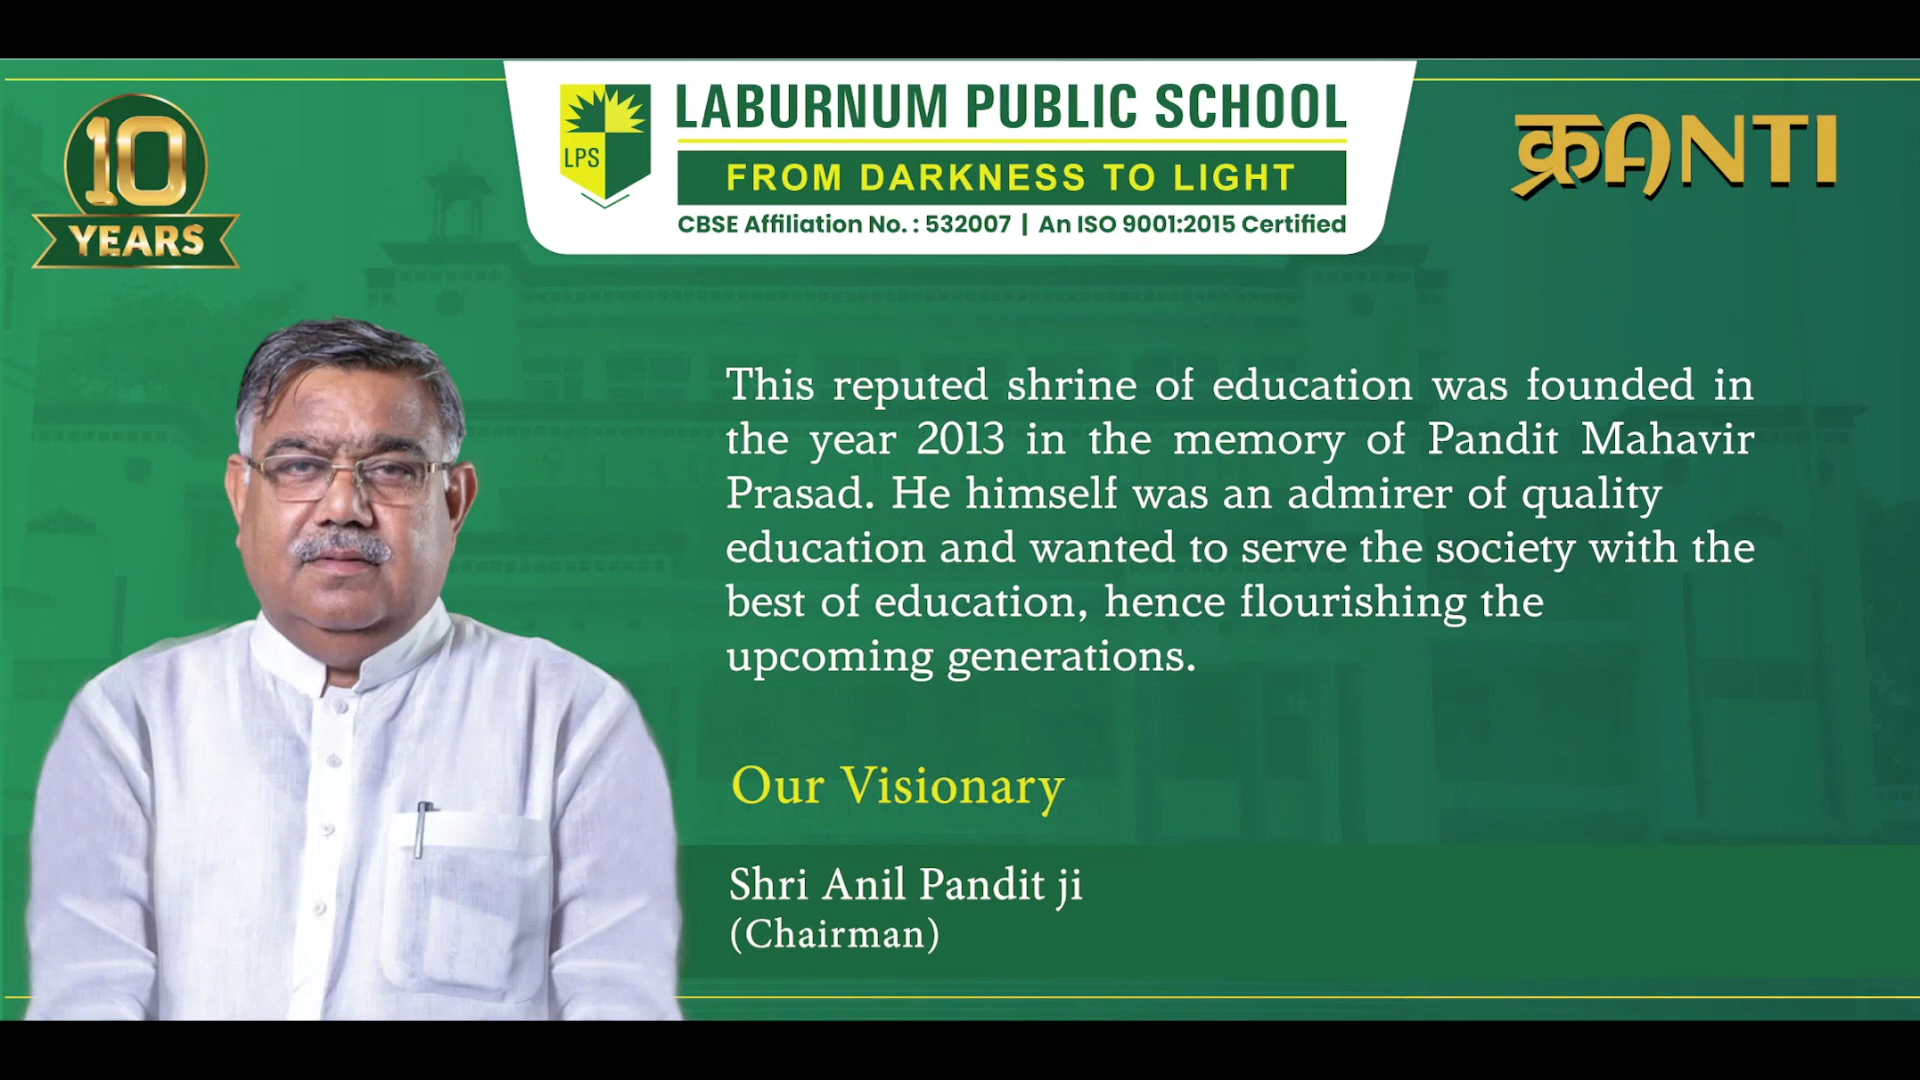 10
YEARS
LPS
LABURNUM PUBLIC SCHOOL
FROM DARKNESS TO LIGHT
CBSE Affiliation No. : 532007 | An ISO 9001:2015 Certified
क्रANTI
This reputed shrine of education was founded in
the year 2013 in the memory of Pandit Mahavir
Prasad. He himself was an admirer of quality
education and wanted to serve the society with the
best of education, hence flourishing the
upcoming generations.
Our Visionary
Shri Anil Pandit ji
(Chairman)